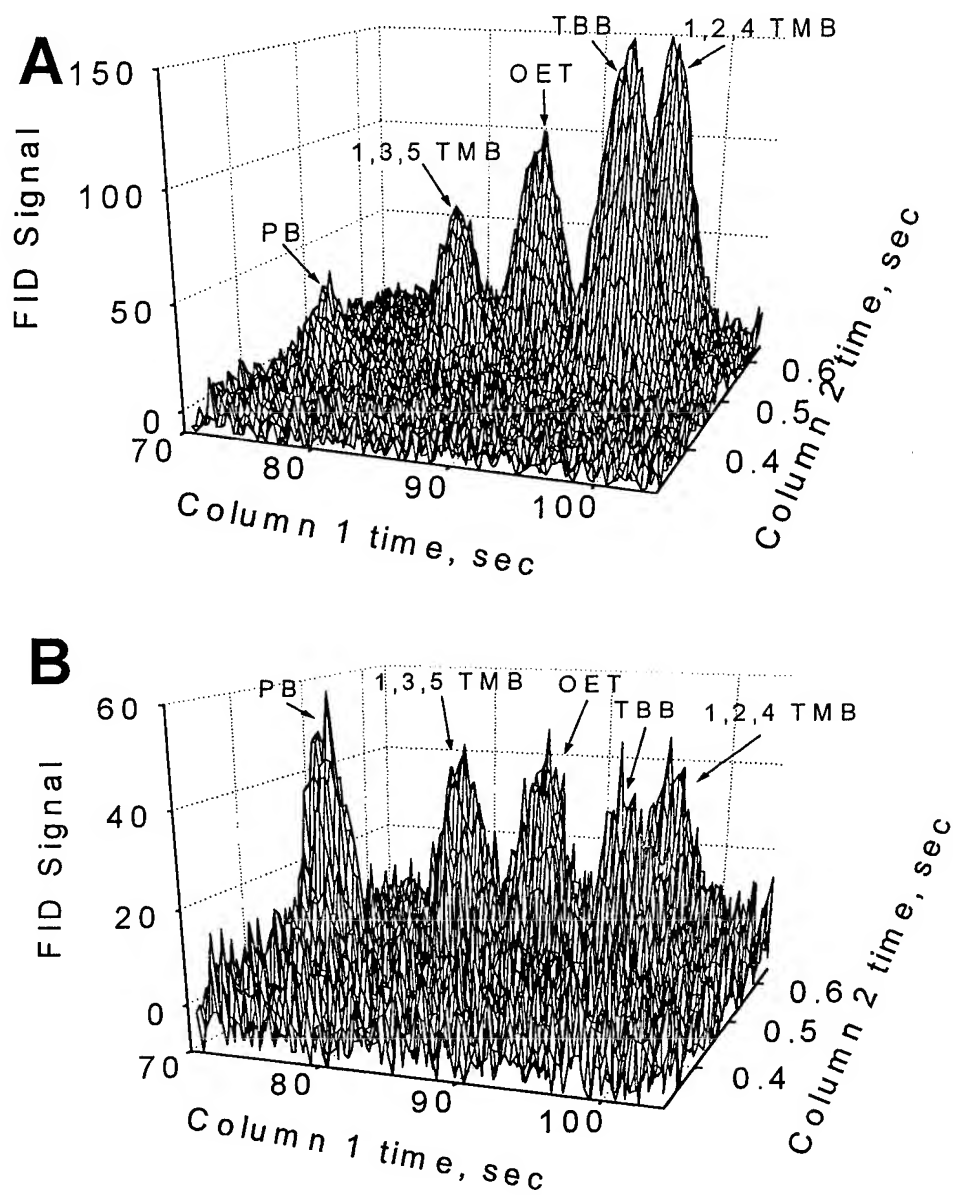 A
TBB
1,2,4 TMB
OET
1,3,5 TMB
PB
150
100
50
0
FID Signal
70
80
90
100
Column 1 time, sec
0.4
0.5
0.6
Column 2 time, sec
B
PB
1,3,5 TMB
OET
TBB
1,2,4 TMB
60
40
20
0
FID Signal
70
80
90
100
Column 1 time, sec
0.4
0.5
0.6
Column 2 time, sec